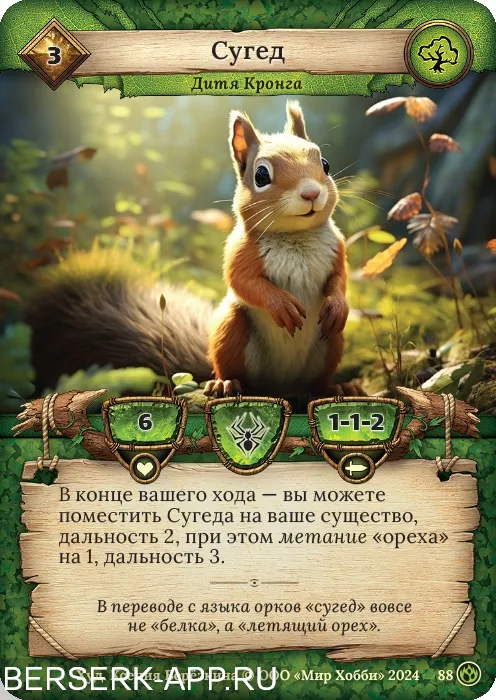 3
Сугед
Дитя Кронга
6
1-1-2
В конце вашего хода — вы можете
поместить Сугеда на ваше существо,
дальность 2, при этом метание «ореха»
на 1, дальность 3.
В переводе с языка орков «сугед» вовсе
не «белка», а «летящий орех».
© ООО «Мир Хобби» 2024 88
BERSERK-APP.RU